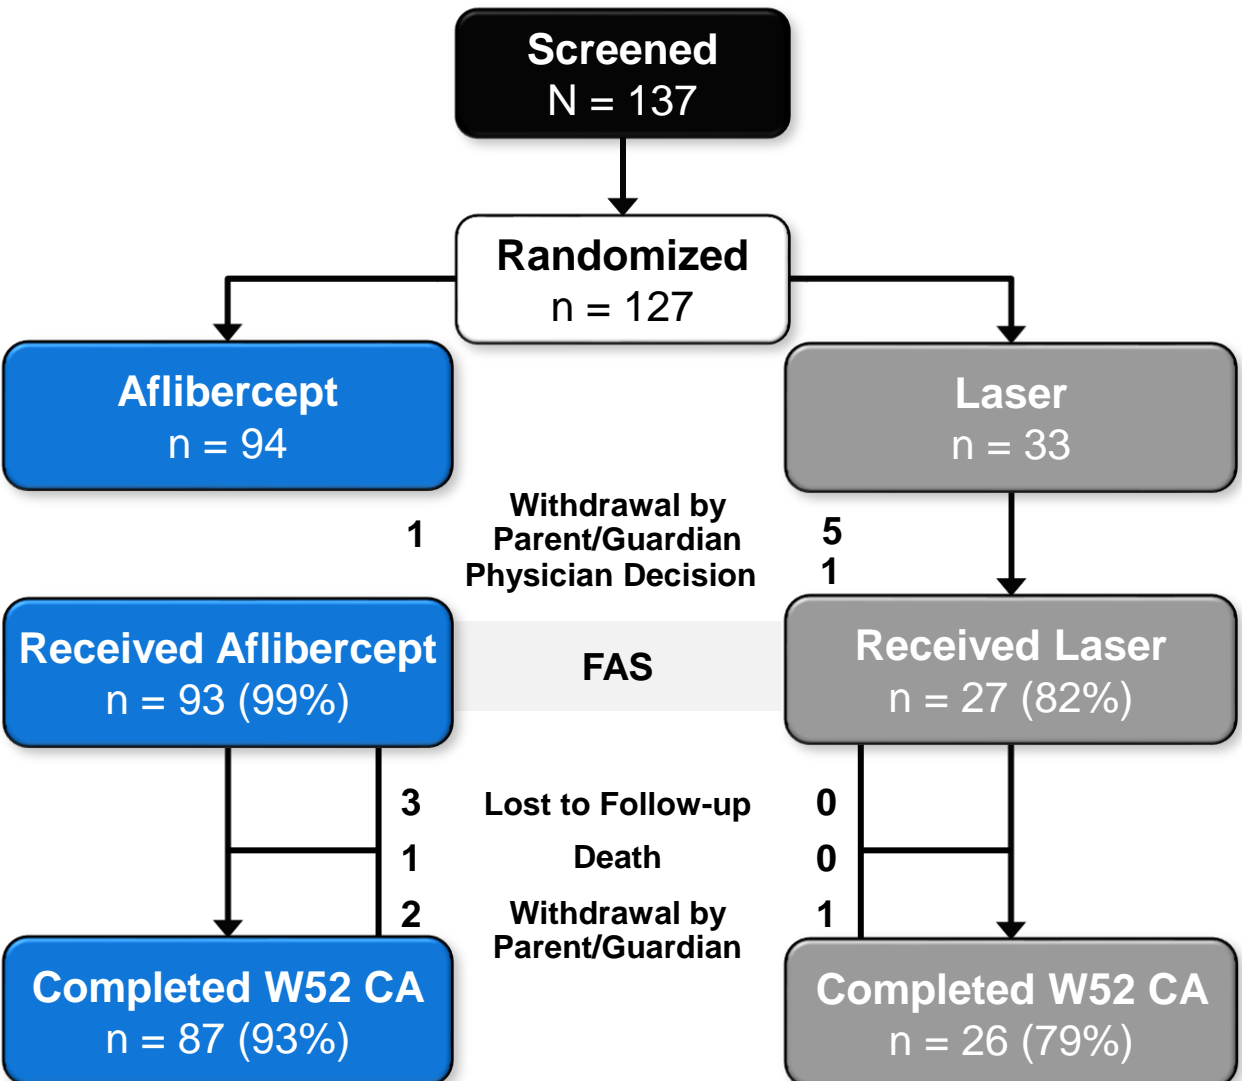 Screened
N = 137
Randomized
n = 127
Aflibercept
n = 94
Laser
n = 33
1
Withdrawal by
Parent/Guardian
5
Physician Decision
1
Received Aflibercept
n = 93 (99%)
FAS
Received Laser
n = 27 (82%)
3
Lost to Follow-up
0
1
Death
0
2
Withdrawal by
Parent/Guardian
1
Completed W52 CA
n = 87 (93%)
Completed W52 CA
n = 26 (79%)